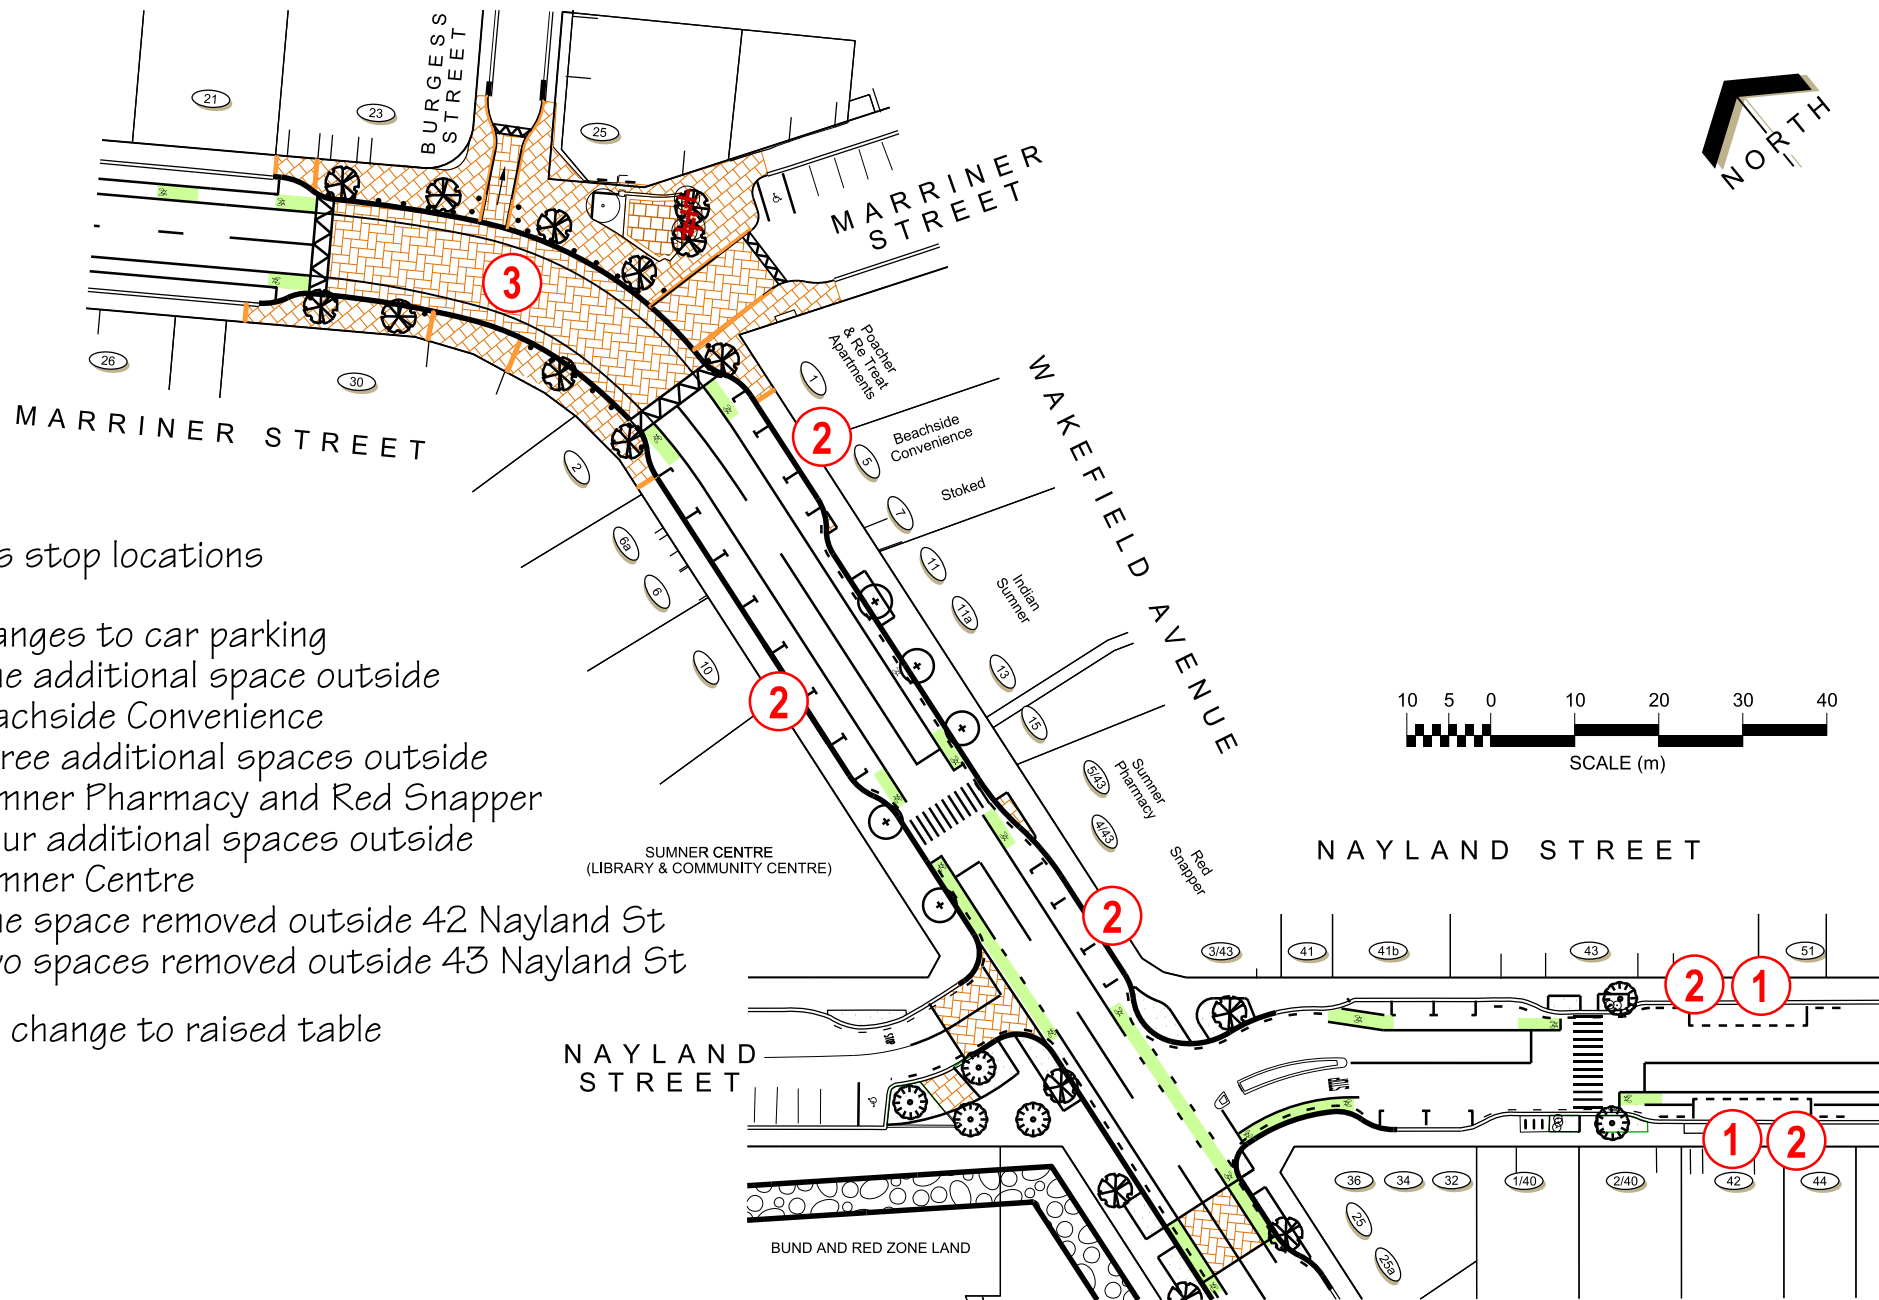 BURGESS
STREET
21
23
25
NORTH
MARRINER
STREET
3
26
30
MARRINER STREET
1
Poacher
& Re Treat
Apartments
WAKEFIELD AVENUE
2
5
Beachside
Convenience
7
Stoked
2
6a
6
10
11
11a
Indian
Sumner
13
15
2
s stop locations
anges to car parking
ne additional space outside
achside Convenience
ree additional spaces outside
mner Pharmacy and Red Snapper
ur additional spaces outside
mner Centre
ne space removed outside 42 Nayland St
wo spaces removed outside 43 Nayland St
change to raised table
10 5 0 10 20 30 40
SCALE (m)
5/43
Sumner
Pharmacy
4/43
Red
Snapper
NAYLAND STREET
SUMNER CENTRE
(LIBRARY & COMMUNITY CENTRE)
2
3/43
41
41b
43
51
2
1
STOP
NAYLAND
STREET
1
2
36
34
32
1/40
2/40
42
44
25
25a
BUND AND RED ZONE LAND